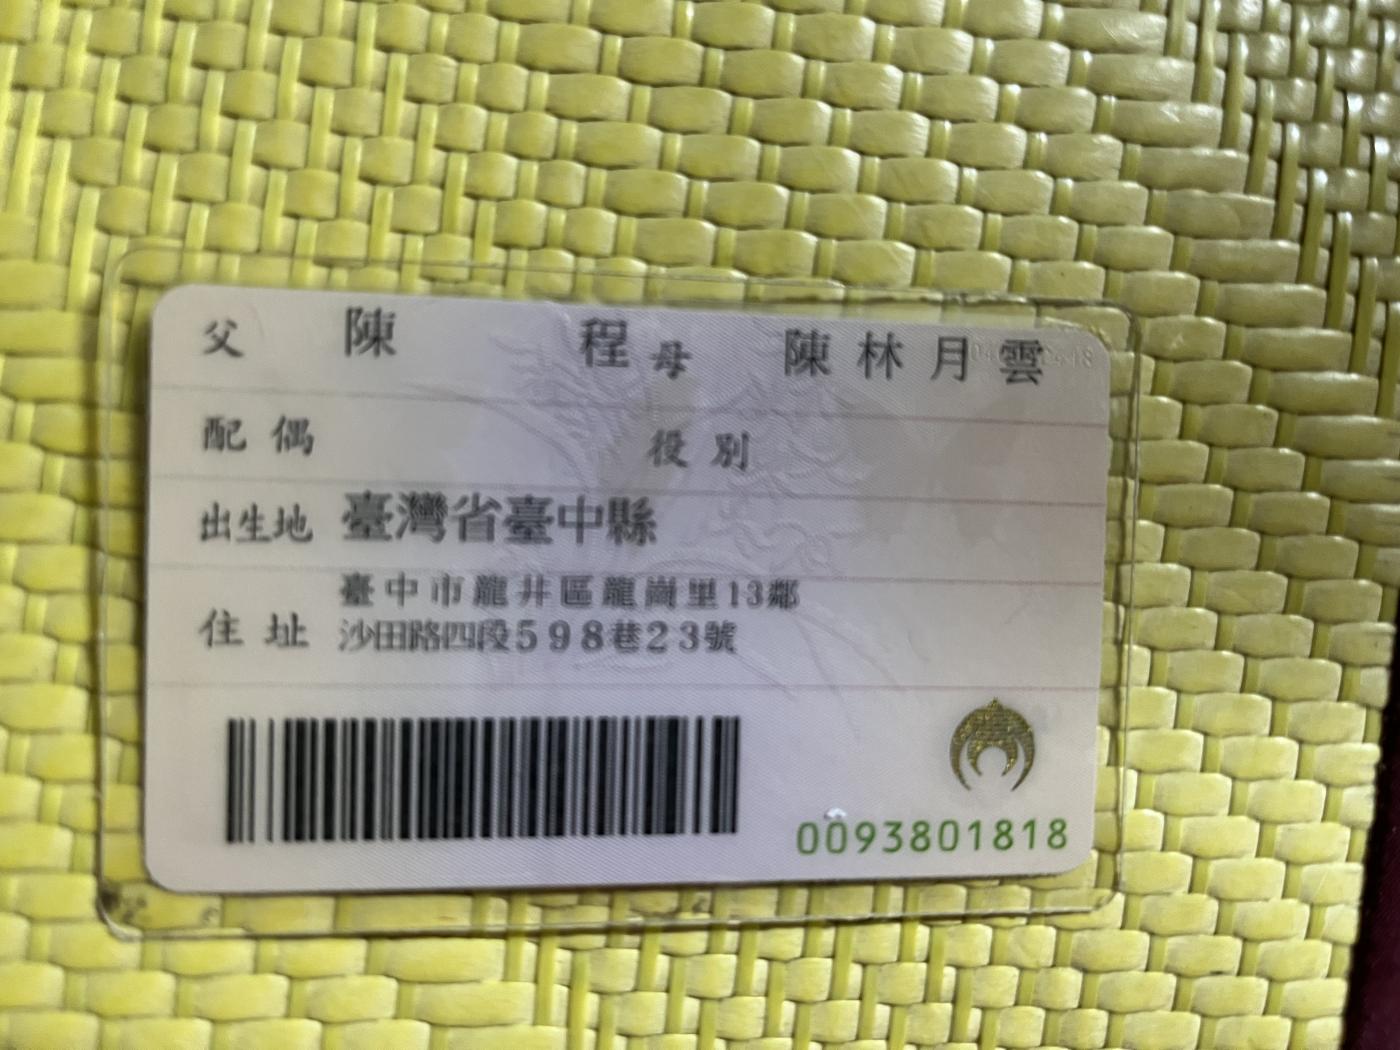 父 陳 程 母 陳林月雲
配偶 役別
出生地 臺灣省臺中縣
住址 臺中市龍井區龍崗里13鄰
沙田路四段598巷23號
0093801818